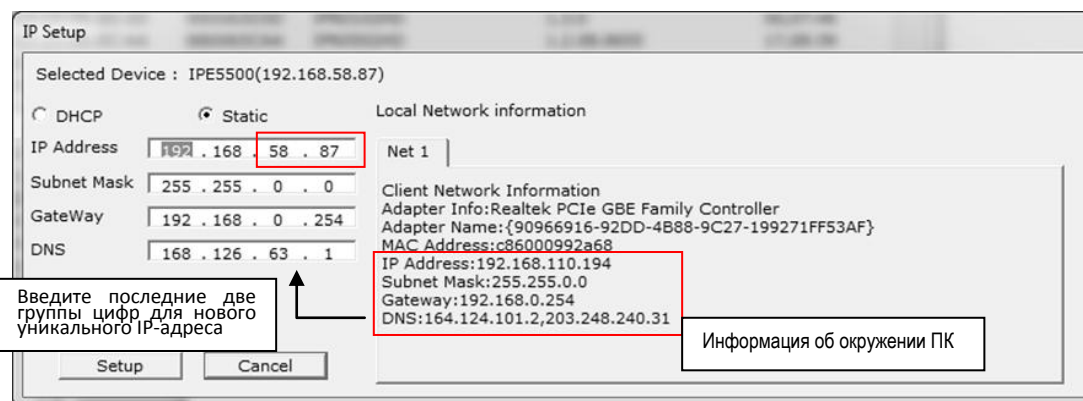 IP Setup
Selected Device : IPE5500(192.168.58.87)
DHCP Static
IP Address 192 . 168 . 58 . 87
Subnet Mask 255 . 255 . 0 . 0
GateWay 192 . 168 . 0 . 254
DNS 168 . 126 . 63 . 1
Введите последние две
группы цифр для нового
уникального IP-адреса
Setup Cancel
Local Network information
Net 1
Client Network Information
Adapter Info:Realtek PCIe GBE Family Controller
Adapter Name:{90966916-92DD-4B88-9C27-199271FF53AF}
MAC Address:c86000992a68
IP Address:192.168.110.194
Subnet Mask:255.255.0.0
Gateway:192.168.0.254
DNS:164.124.101.2,203.248.240.31
Информация об окружении ПК